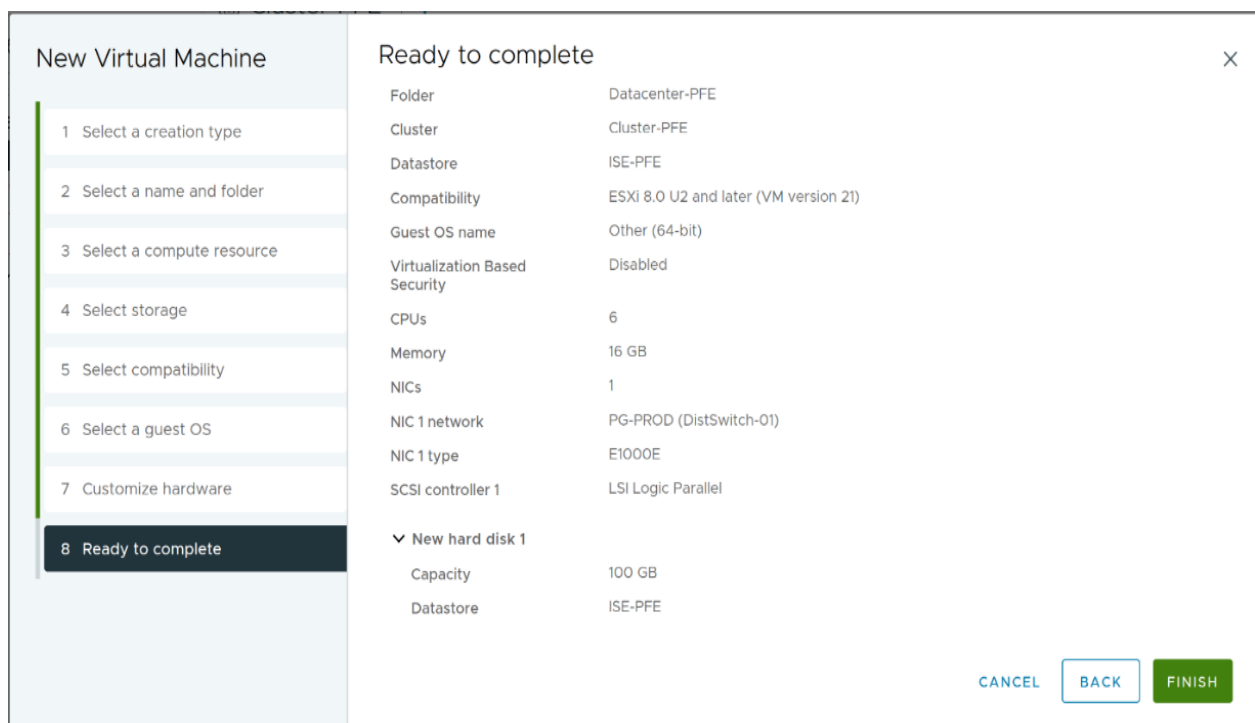 New Virtual Machine
1 Select a creation type
2 Select a name and folder
3 Select a compute resource
4 Select storage
5 Select compatibility
6 Select a guest OS
7 Customize hardware
8 Ready to complete
Ready to complete
Folder Datacenter-PFE
Cluster Cluster-PFE
Datastore ISE-PFE
Compatibility ESXi 8.0 U2 and later (VM version 21)
Guest OS name Other (64-bit)
Virtualization Based Disabled
Security
CPUs 6
Memory 16 GB
NICs 1
NIC 1 network PG-PROD (DistSwitch-01)
NIC 1 type E1000E
SCSI controller 1 LSI Logic Parallel
New hard disk 1
Capacity 100 GB
Datastore ISE-PFE
CANCEL BACK FINISH